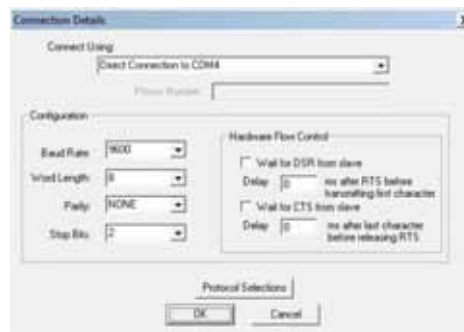 Connection Details
Connect Using:
Direct Connection to COM4
Phone Number:
Configuration
Baud Rate: 9600
Word Length: 8
Parity: NONE
Stop Bits: 2
Hardware Flow Control
Wait for DSR from slave
Delay 0 ms after RTS before transmitting first character
Wait for CTS from slave
Delay 0 ms after last character before releasing RTS
Protocol Selections
OK
Cancel